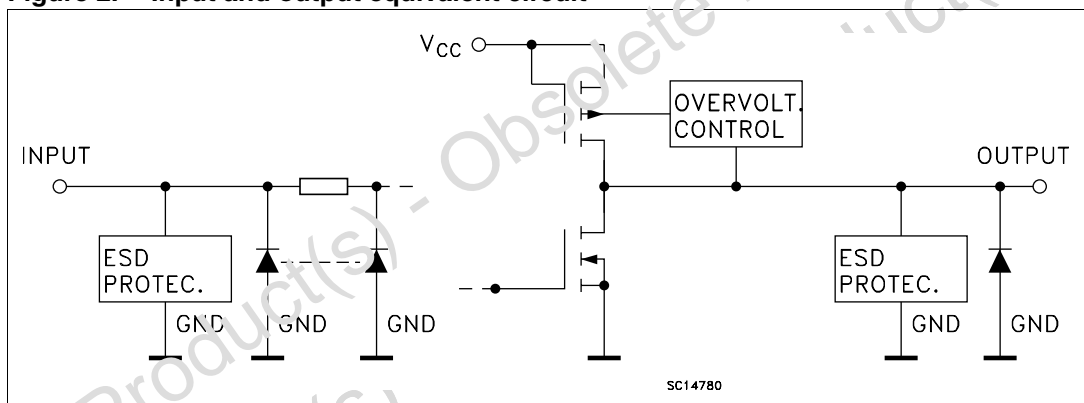 Figure 2. Input and output equivalent circuit
VCC
OVERVOLT.
CONTROL
INPUT
OUTPUT
ESD
PROTEC.
ESD
PROTEC.
GND
GND
GND
GND
GND
SC14780
Product(s) - Obsolete